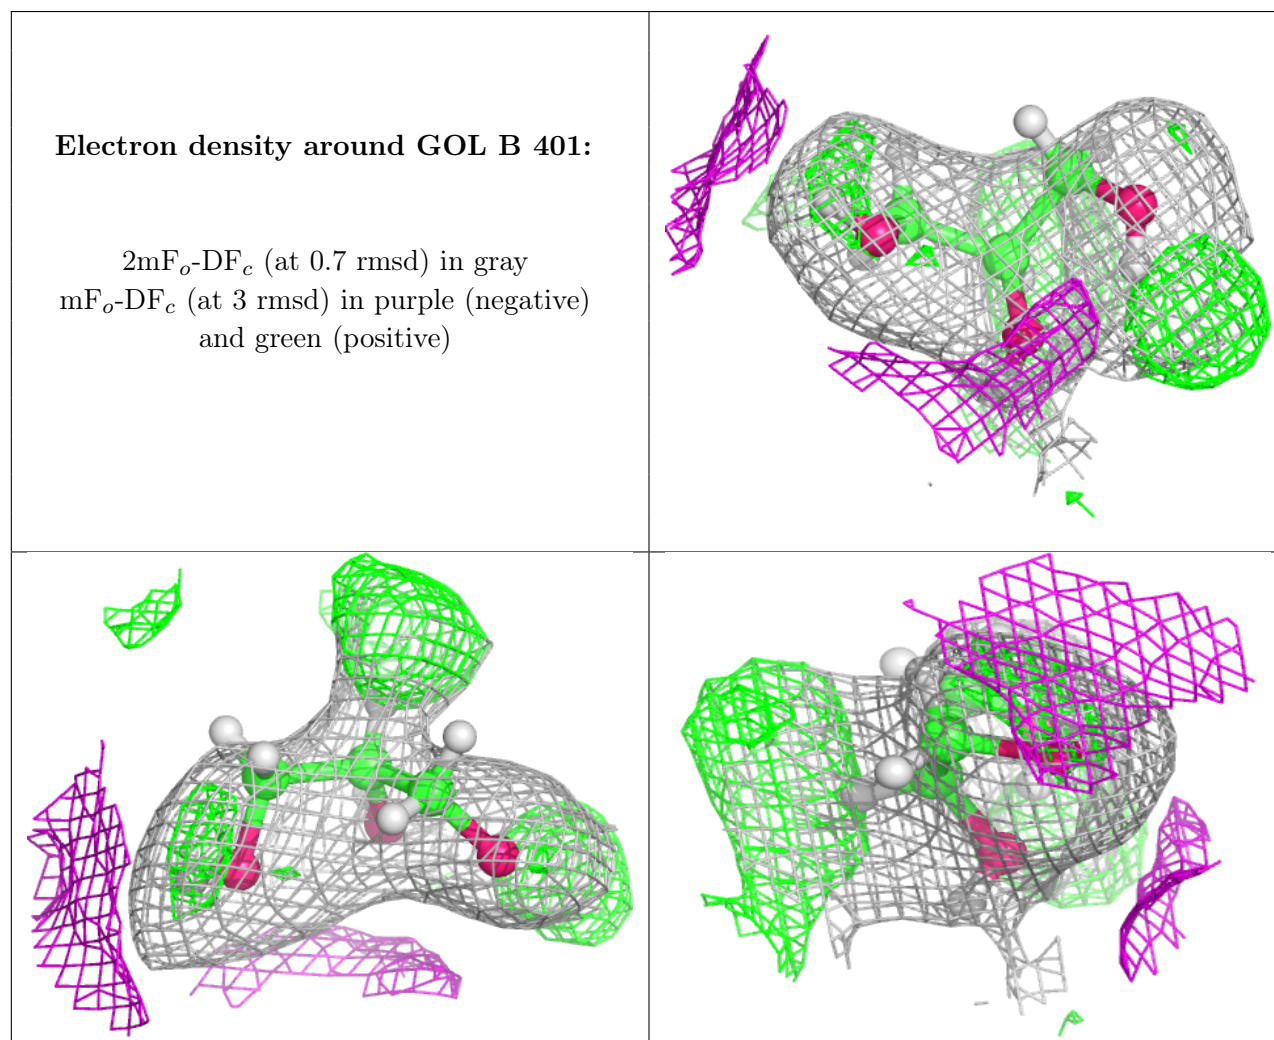 Electron density around GOL B 401:
2mFₒ-DF𝒸 (at 0.7 rmsd) in gray
mFₒ-DF𝒸 (at 3 rmsd) in purple (negative)
and green (positive)